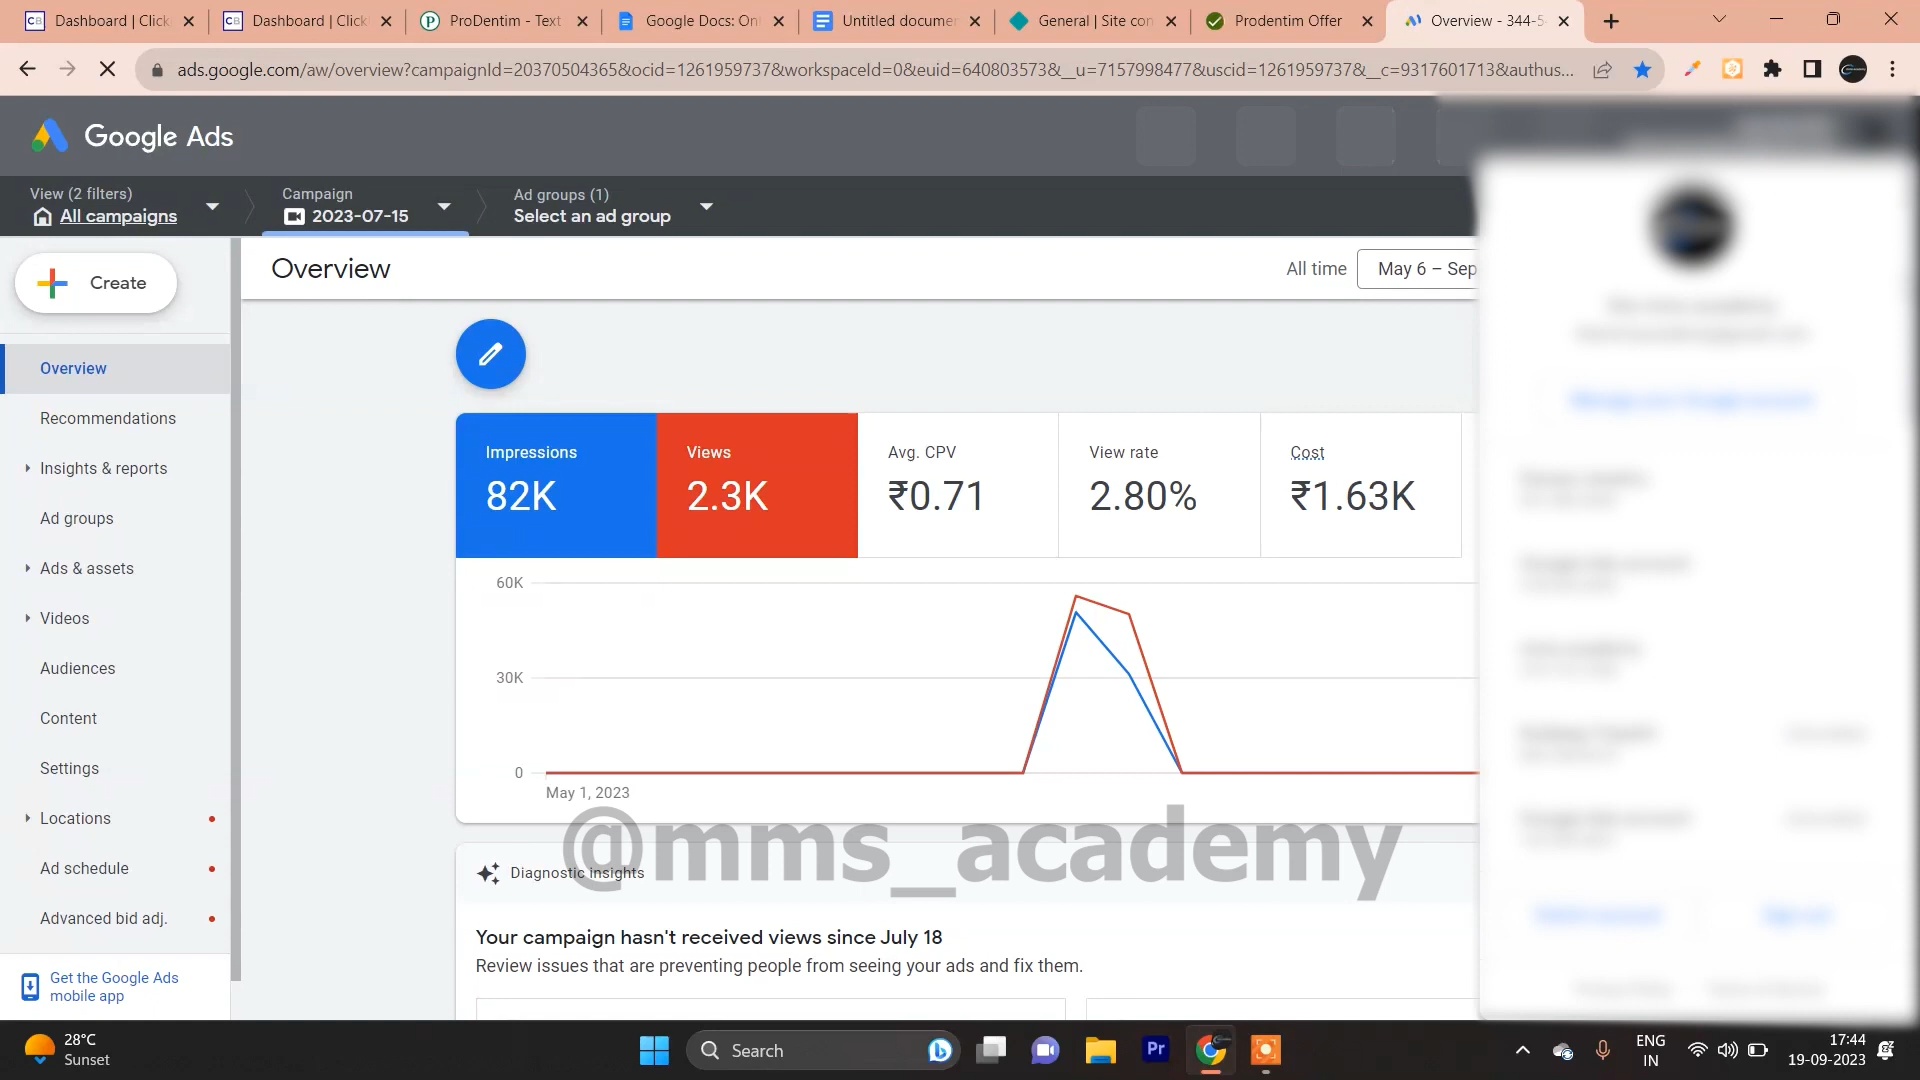 Dashboard | Click
Dashboard | Click
ProDentim - Text
Google Docs: Onl
Untitled documen
General | Site con
Prodentim Offer
Overview - 344-5
ads.google.com/aw/overview?campaignId=20370504365&ocid=1261959737&workspaceId=0&euid=640803573&__u=7157998477&uscid=1261959737&__c=9317601713&authus...
Google Ads
View (2 filters)
All campaigns
Campaign
2023-07-15
Ad groups (1)
Select an ad group
Create
Overview
All time
May 6 – Sep
Overview
Recommendations
Insights & reports
Ad groups
Ads & assets
Videos
Audiences
Content
Settings
Locations
Ad schedule
Advanced bid adj.
Get the Google Ads
mobile app
Impressions
82K
Views
2.3K
Avg. CPV
₹0.71
View rate
2.80%
Cost
₹1.63K
60K
30K
0
May 1, 2023
@mms_academy
Diagnostic insights
Your campaign hasn't received views since July 18
Review issues that are preventing people from seeing your ads and fix them.
Manage your Google Account
28°C
Sunset
Search
Pr
ENG
IN
17:44
19-09-2023